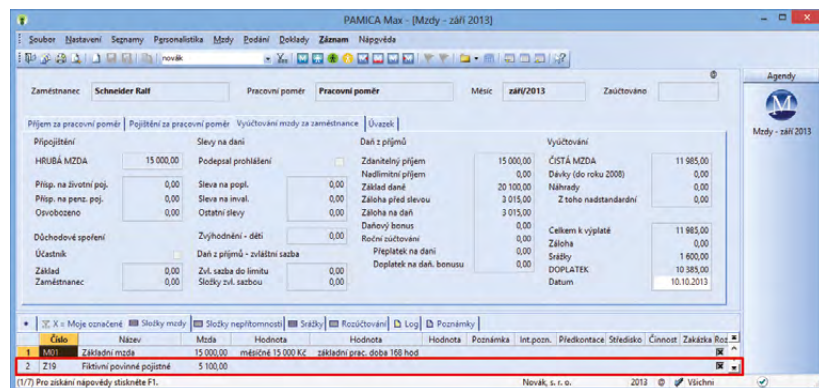 PAMICA Max - [Mzdy - září 2013]
Soubor Nastavení Seznamy Personalistika Mzdy Podání Doklady Záznam Nápověda
novák
Zaměstnanec Schneider Ralf Pracovní poměr Pracovní poměr Měsíc září/2013 Zaúčtováno
Agendy
Mzdy - září 2013
Příjem za pracovní poměr Pojištění za pracovní poměr Vyúčtování mzdy za zaměstnance Úvazek
Připojištění Slevy na dani Daň z příjmů Vyúčtování
HRUBÁ MZDA 15 000,00 Podepsal prohlášení Zdanitelný příjem 15 000,00 ČISTÁ MZDA 11 985,00
Nadlimitní příjem 0,00 Dávky (do roku 2008) 0,00
Přísp. na životní poj. 0,00 Sleva na popl. 0,00 Základ daně 20 100,00 Náhrady 0,00
Přísp. na penz. poj. 0,00 Sleva na inval. 0,00 Záloha před slevou 3 015,00 Z toho nadstandardní 0,00
Osvobozeno 0,00 Ostatní slevy 0,00 Záloha na daň 3 015,00
Daňový bonus 0,00 Celkem k výplatě 11 985,00
Důchodové spoření Zvýhodnění - děti 0,00 Roční zúčtování 0,00 Záloha 0,00
Účastník Daň z příjmů - zvláštní sazba Přeplatek na dani 0,00 Srážky 1 600,00
Základ 0,00 Zvl. sazba do limitu 0,00 Doplatek na daň. bonusu 0,00 DOPLATEK 10 385,00
Zaměstnanec 0,00 Složky zvl. sazbou 0,00 Datum 10.10.2013
X = Moje označené Složky mzdy Složky nepřítomnosti Srážky Rozúčtování Log Poznámky
Číslo Název Mzda Hodnota Hodnota Hodnota Poznámka Int.pozn. Předkontace Středisko Činnost Zakázka Roz
1 M01 Základní mzda 15 000,00 měsíčně 15 000 Kč základní prac. doba 168 hod
2 Z19 Fiktivní povinné pojistné 5 100,00
(1/7) Pro získání nápovědy stiskněte F1. Novák, s. r. o. 2013 @ Všichni